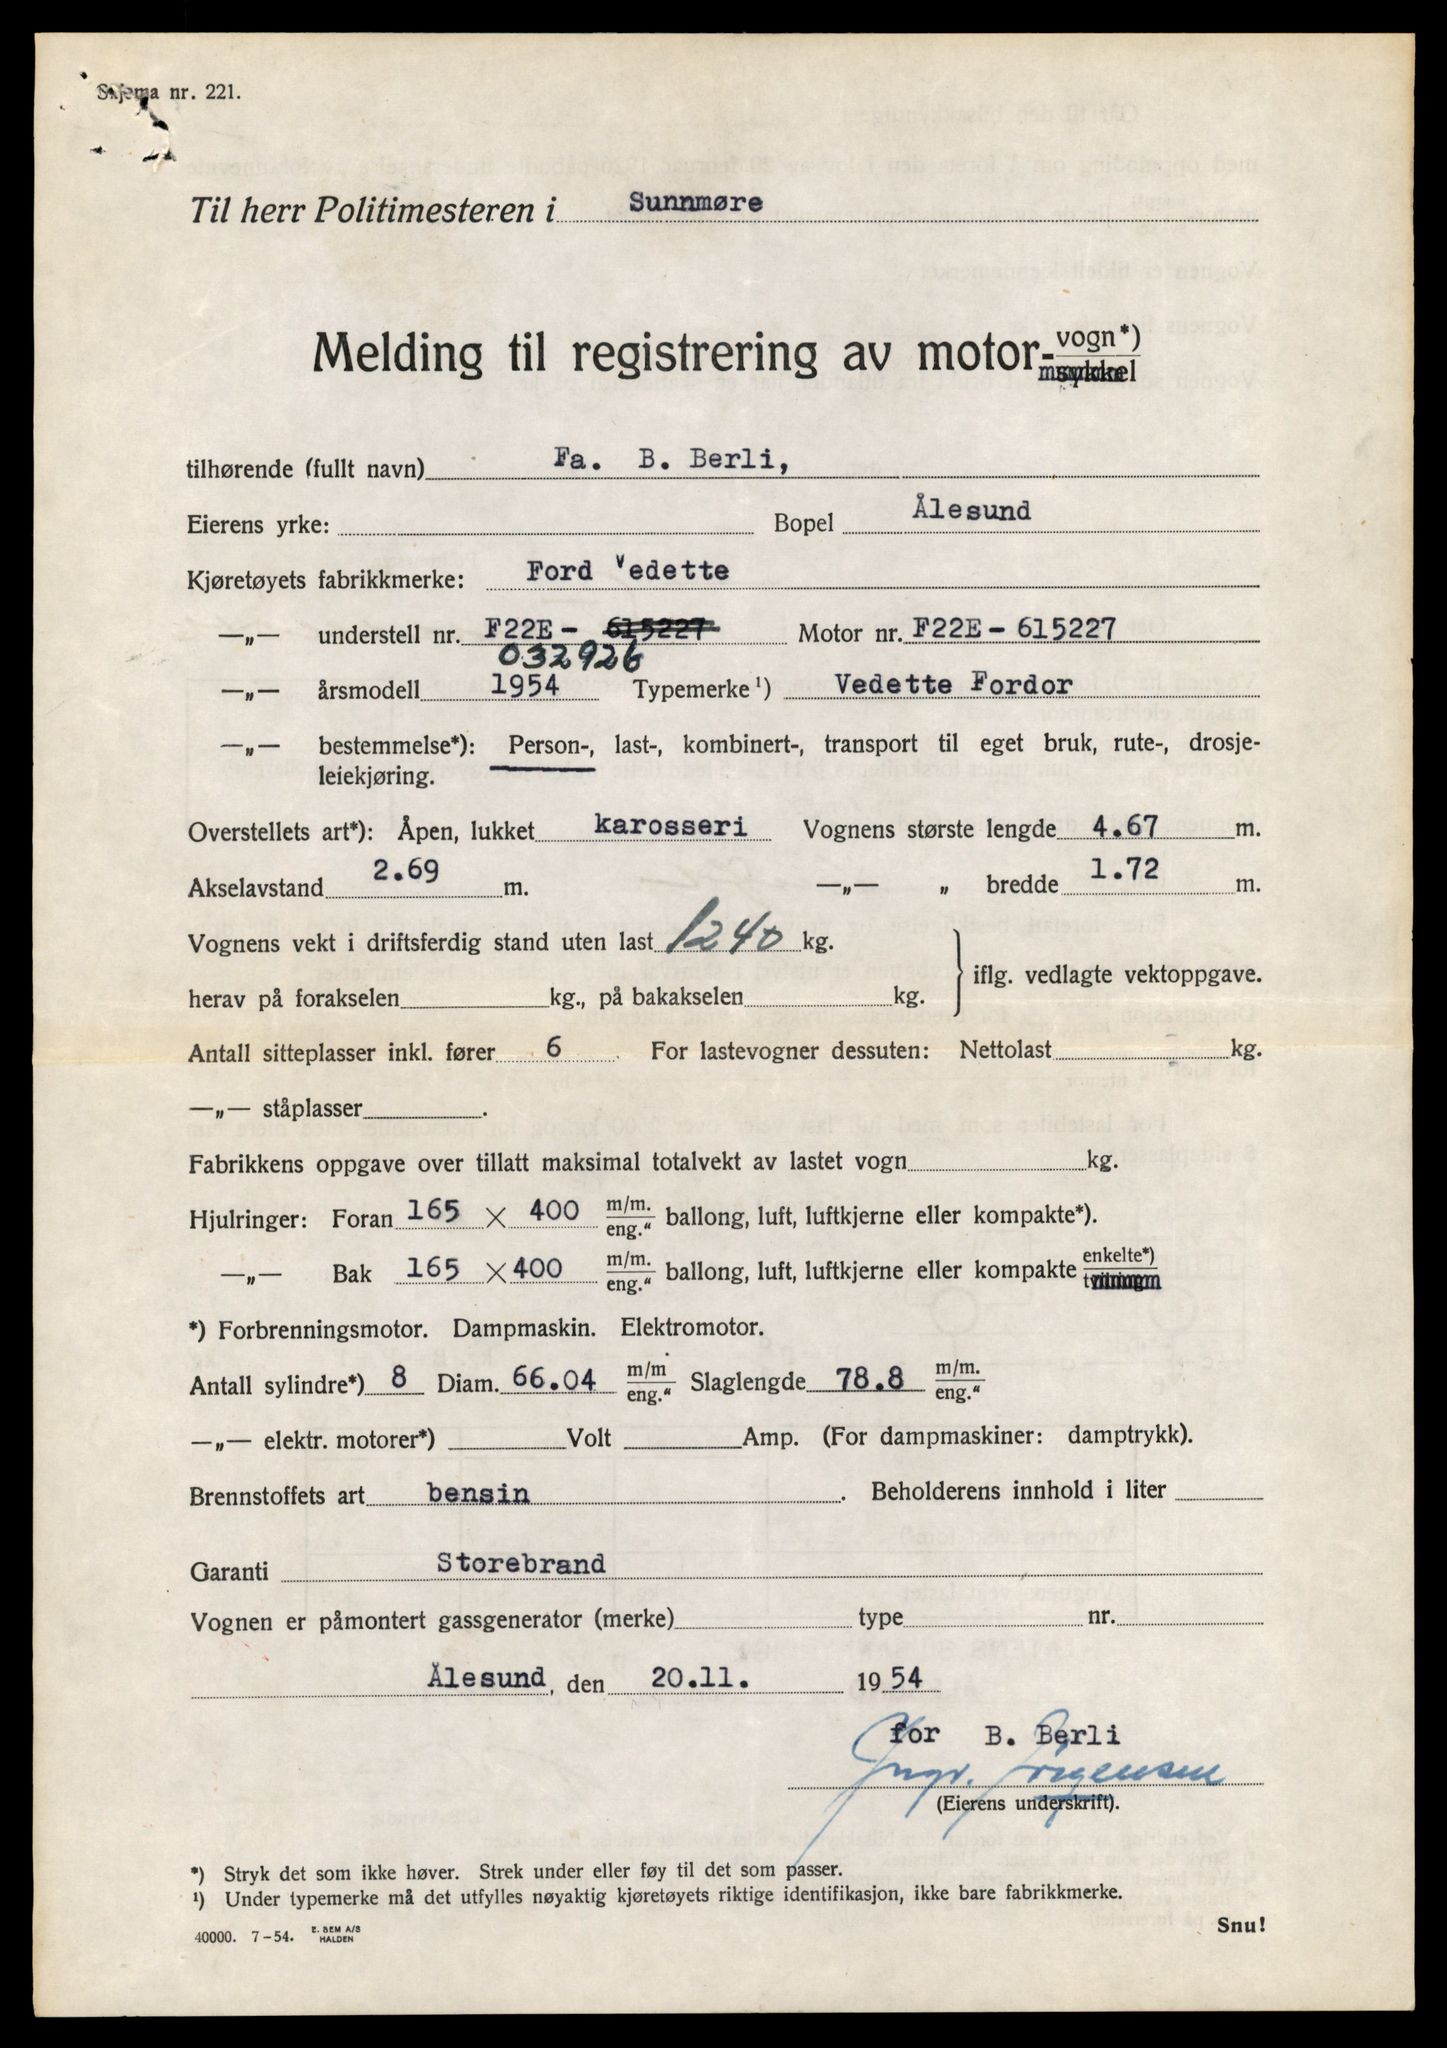 Skjema nr. 221.
Til herr Politimesteren i Sunnmøre
Melding til registrering av motor- vogn*)
sykkel
tilhørende (fullt navn) Fa. B. Berli,
Eierens yrke: Bopel Ålesund
Kjøretøyets fabrikkmerke: Ford Vedette
—„— understell nr. F22E - 615227 Motor nr. F22E - 615227
032926
—„— årsmodell 1954 Typemerke ¹) Vedette Fordor
—„— bestemmelse*): Person-, last-, kombinert-, transport til eget bruk, rute-, drosje-
leiekjøring.
Overstellets art*): Åpen, lukket karosseri Vognens største lengde 4.67 m.
Akselavstand 2.69 m. —„— „ bredde 1.72 m.
Vognens vekt i driftsferdig stand uten last 1240 kg.
herav på forakselen kg., på bakakselen kg. } iflg. vedlagte vektoppgave.
Antall sitteplasser inkl. fører 6 For lastevogner dessuten: Nettolast kg.
—„— ståplasser .
Fabrikkens oppgave over tillatt maksimal totalvekt av lastet vogn kg.
Hjulringer: Foran 165 × 400 m/m. eng.“ ballong, luft, luftkjerne eller kompakte*).
—„— Bak 165 × 400 m/m. eng.“ ballong, luft, luftkjerne eller kompakte enkelte*)
*) Forbrenningsmotor. Dampmaskin. Elektromotor.
Antall sylindre*) 8 Diam. 66.04 m/m eng.“ Slaglengde 78.8 m/m. eng.“
—„— elektr. motorer*) Volt Amp. (For dampmaskiner: damptrykk).
Brennstoffets art bensin . Beholderens innhold i liter
Garanti Storebrand
Vognen er påmontert gassgenerator (merke) type nr.
Ålesund, den 20.11. 1954
for B. Berli
Ingv. Jørgensen
(Eierens underskrift).
*) Stryk det som ikke høver. Strek under eller føy til det som passer.
¹) Under typemerke må det utfylles nøyaktig kjøretøyets riktige identifikasjon, ikke bare fabrikkmerke.
40000. 7-54. E. SEM A/S HALDEN
Snu!